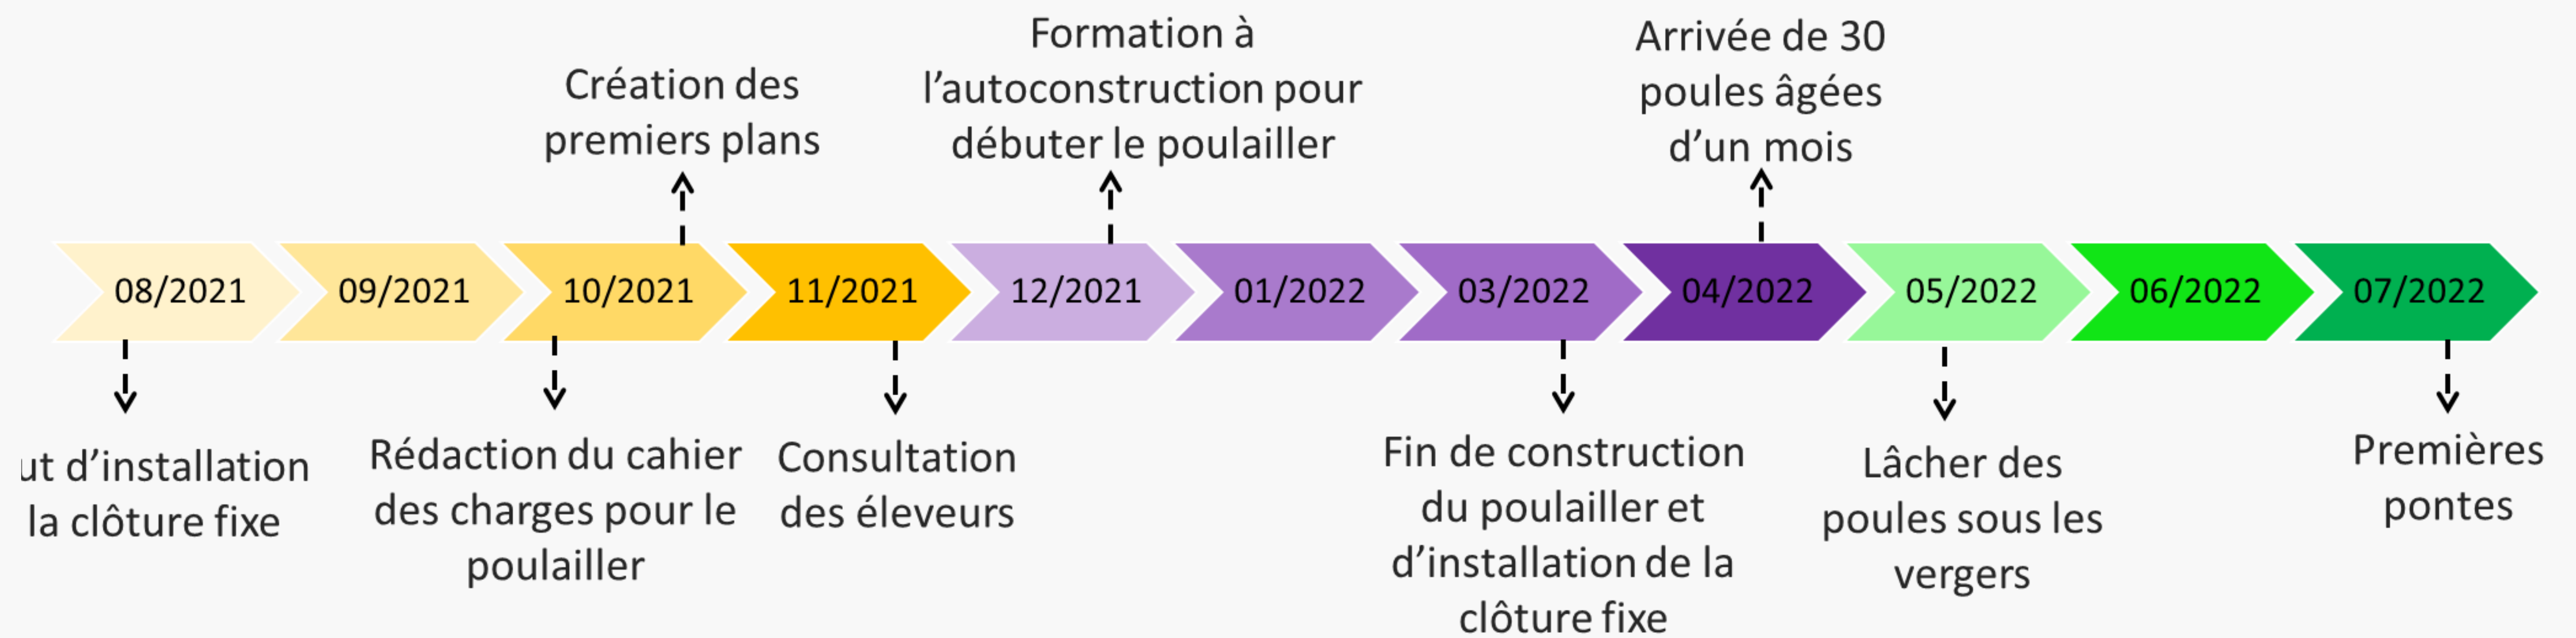 Création des
premiers plans
Formation à
l’autoconstruction pour
débuter le poulailler
Arrivée de 30
poules âgées
d’un mois
08/2021
09/2021
10/2021
11/2021
12/2021
01/2022
03/2022
04/2022
05/2022
06/2022
07/2022
ut d’installation
la clôture fixe
Rédaction du cahier
des charges pour le
poulailler
Consultation
des éleveurs
Fin de construction
du poulailler et
d’installation de la
clôture fixe
Lâcher des
poules sous les
vergers
Premières
pontes